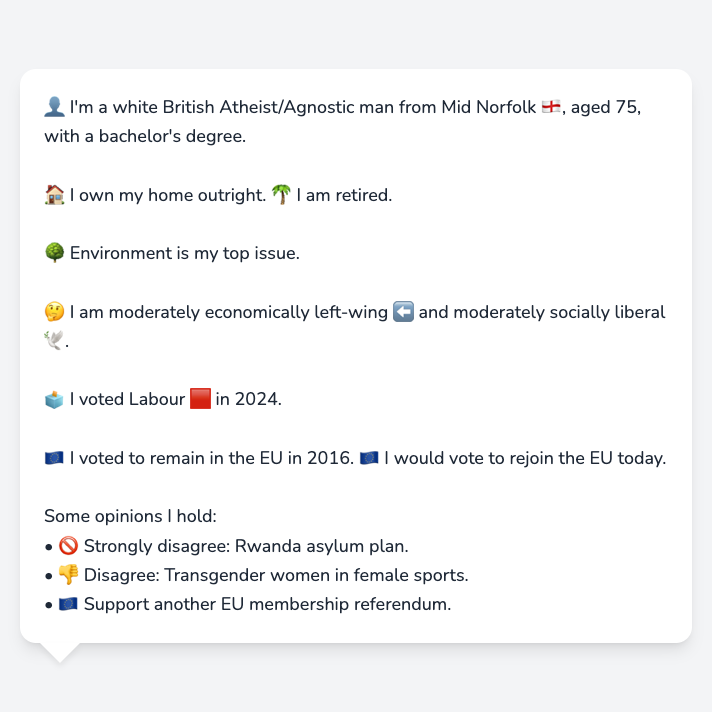 👤 I'm a white British Atheist/Agnostic man from Mid Norfolk 🏴󠁧󠁢󠁥󠁮󠁧󠁿, aged 75,
with a bachelor's degree.
🏠 I own my home outright. 🌴 I am retired.
🌳 Environment is my top issue.
🤔 I am moderately economically left-wing ⬅️ and moderately socially liberal
🕊️.
🗳️ I voted Labour 🟥 in 2024.
🇪🇺 I voted to remain in the EU in 2016. 🇪🇺 I would vote to rejoin the EU today.
Some opinions I hold:
• 🚫 Strongly disagree: Rwanda asylum plan.
• 👎 Disagree: Transgender women in female sports.
• 🇪🇺 Support another EU membership referendum.